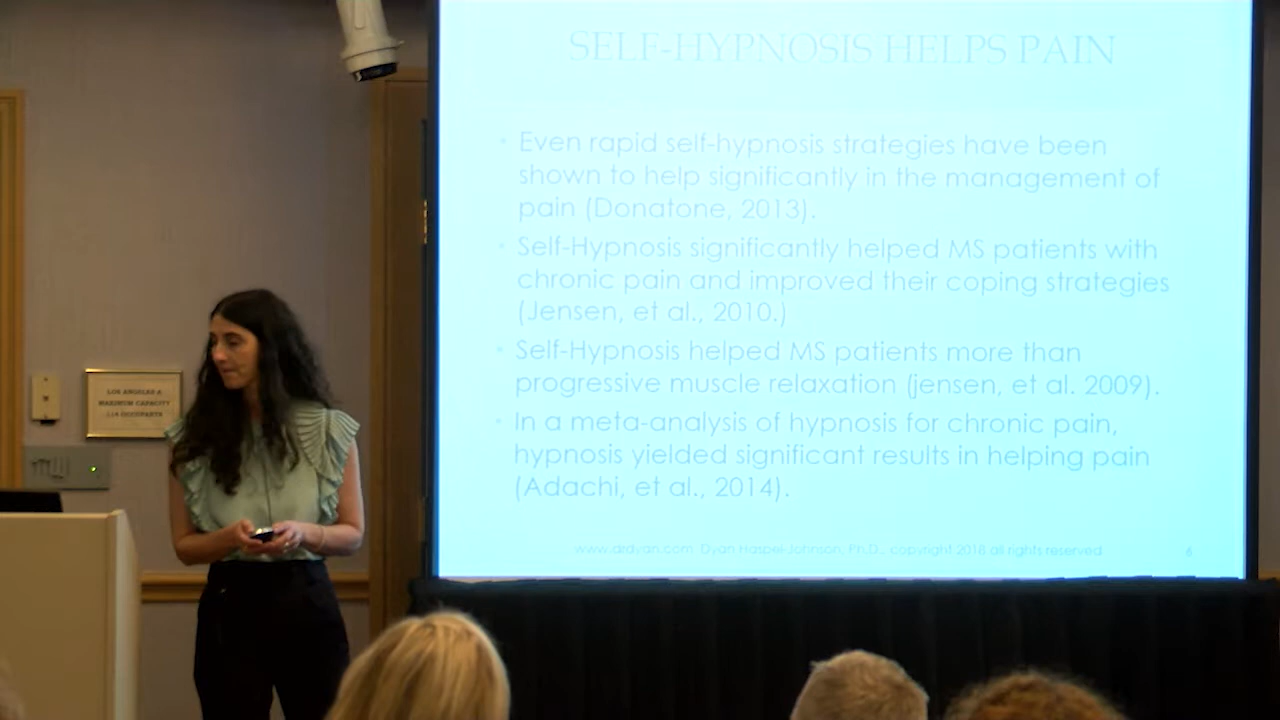 SELF-HYPNOSIS HELPS PAIN
• Even rapid self-hypnosis strategies have been
shown to help significantly in the management of
pain (Donatone, 2013).
• Self-Hypnosis significantly helped MS patients with
chronic pain and improved their coping strategies
(Jensen, et al., 2010.)
• Self-Hypnosis helped MS patients more than
progressive muscle relaxation (jensen, et al. 2009).
• In a meta-analysis of hypnosis for chronic pain,
hypnosis yielded significant results in helping pain
(Adachi, et al., 2014).
www.drdyan.com Dyan Haspel-Johnson, Ph.D., copyright 2018 all rights reserved
6
LOS ANGELES A
MAXIMUM CAPACITY
114 OCCUPANTS